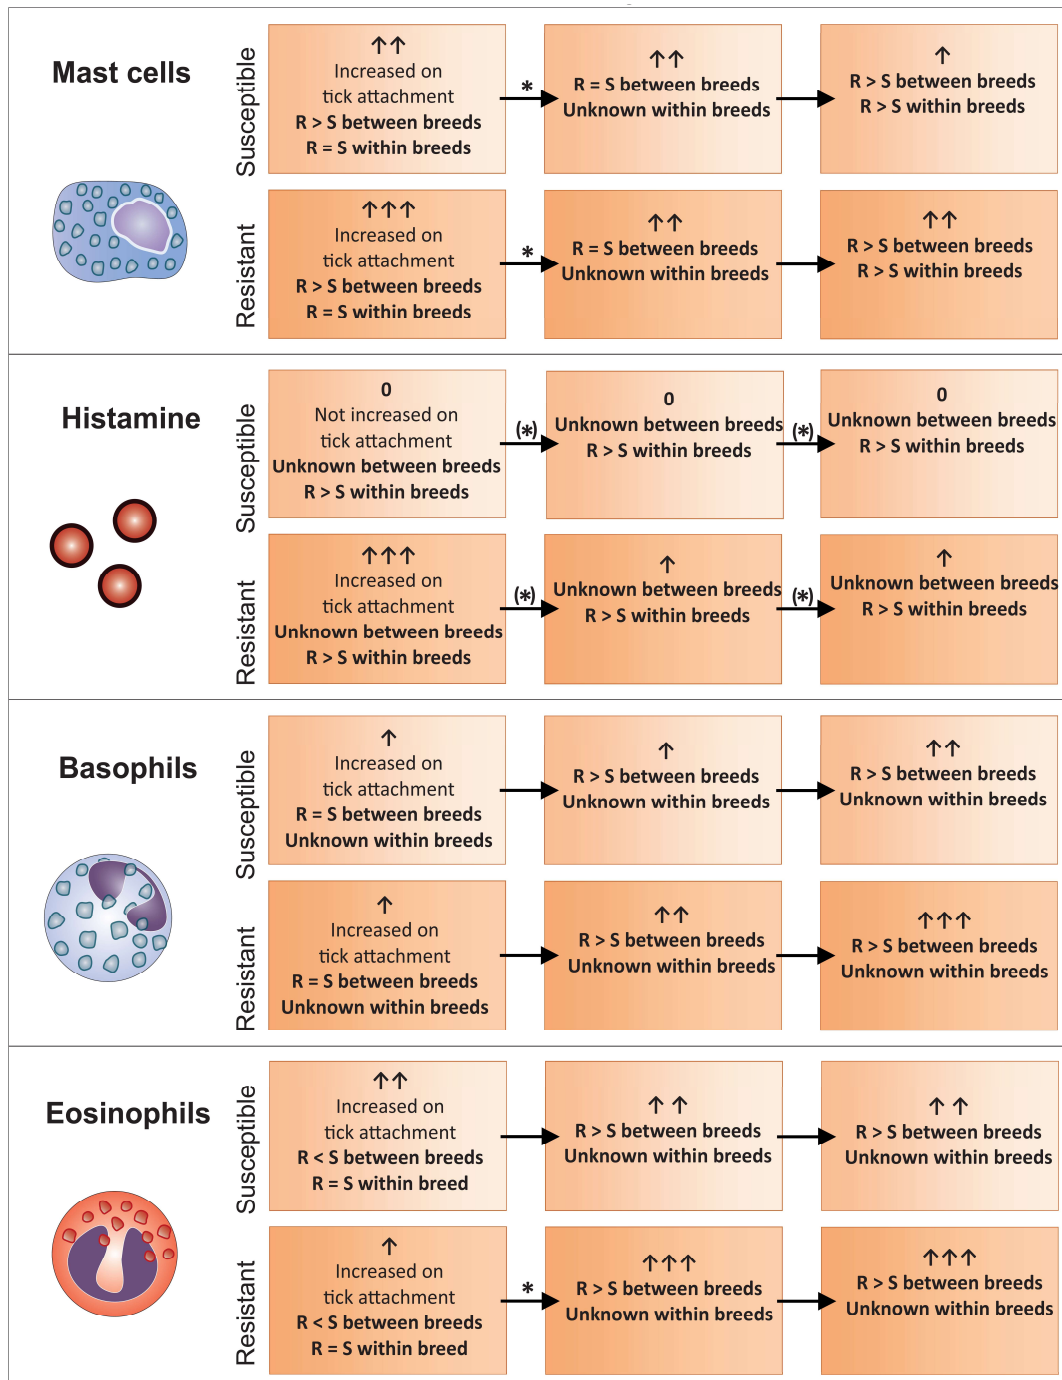 Mast cells
Susceptible
↑↑
Increased on
tick attachment
R > S between breeds
R = S within breeds
*
↑↑
R = S between breeds
Unknown within breeds
↑
R > S between breeds
R > S within breeds
Resistant
↑↑↑
Increased on
tick attachment
R > S between breeds
R = S within breeds
*
↑↑
R = S between breeds
Unknown within breeds
↑↑
R > S between breeds
R > S within breeds
Histamine
Susceptible
0
Not increased on
tick attachment
Unknown between breeds
R > S within breeds
(*)
0
Unknown between breeds
R > S within breeds
(*)
0
Unknown between breeds
R > S within breeds
Resistant
↑↑↑
Increased on
tick attachment
Unknown between breeds
R > S within breeds
(*)
↑
Unknown between breeds
R > S within breeds
(*)
↑
Unknown between breeds
R > S within breeds
Basophils
Susceptible
↑
Increased on
tick attachment
R = S between breeds
Unknown within breeds
↑
R > S between breeds
Unknown within breeds
↑↑
R > S between breeds
Unknown within breeds
Resistant
↑
Increased on
tick attachment
R = S between breeds
Unknown within breeds
↑↑
R > S between breeds
Unknown within breeds
↑↑↑
R > S between breeds
Unknown within breeds
Eosinophils
Susceptible
↑↑
Increased on
tick attachment
R < S between breeds
R = S within breed
↑ ↑
R > S between breeds
Unknown within breeds
↑ ↑
R > S between breeds
Unknown within breeds
Resistant
↑
Increased on
tick attachment
R < S between breeds
R = S within breed
*
↑↑↑
R > S between breeds
Unknown within breeds
↑↑↑
R > S between breeds
Unknown within breeds